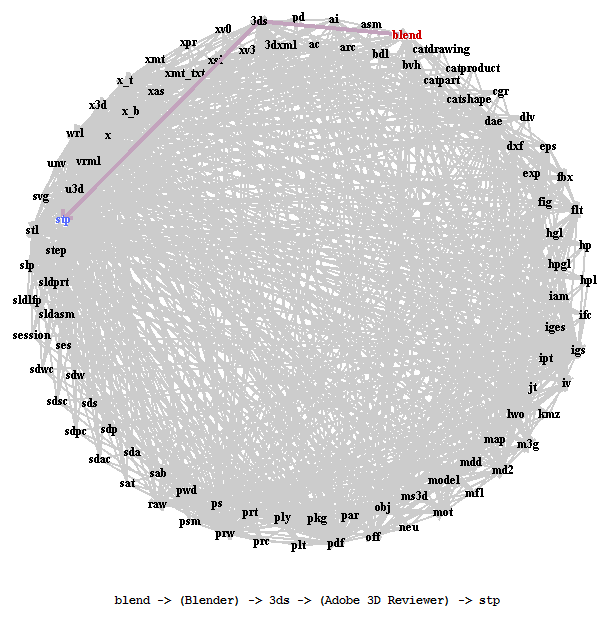 pd ai asm
3ds blend
xv0 catdrawing
xpr xv3 3dxml ac arc bdl
xmt xsi bvh catproduct
x_t xmt_txt catpart
xas catshape cgr
x3d x_b dae dlv
wrl x dxf eps
unv vrml exp fbx
svg u3d fig flt
stp
stl hgl hp
step
slp hpgl
sldprt hpl
sldlfp iam
sldasm ifc
session iges
ses igs
sdwc ipt
sdw jt iv
sdsc sds lwo kmz
sdpc sdp map m3g
sdac sda mdd md2
sat sab model mf1
raw pwd ms3d
ps obj mot
psm prt ply pkg par neu
prw off
prc plt pdf
blend -> (Blender) -> 3ds -> (Adobe 3D Reviewer) -> stp